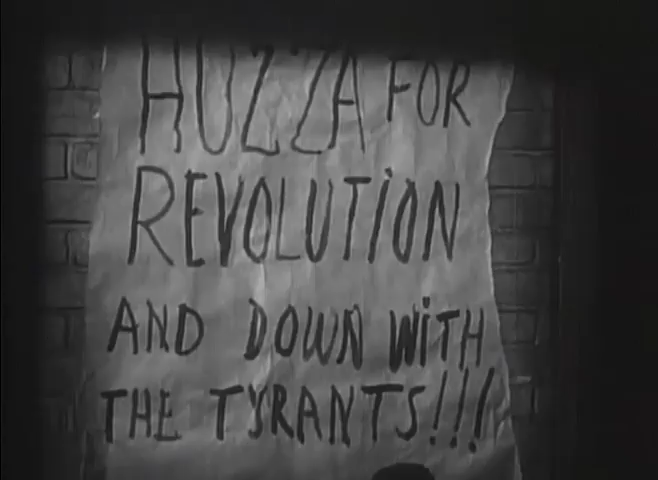 HUZZA FOR
REVOLUTION
AND DOWN WITH
THE TYRANTS!!!